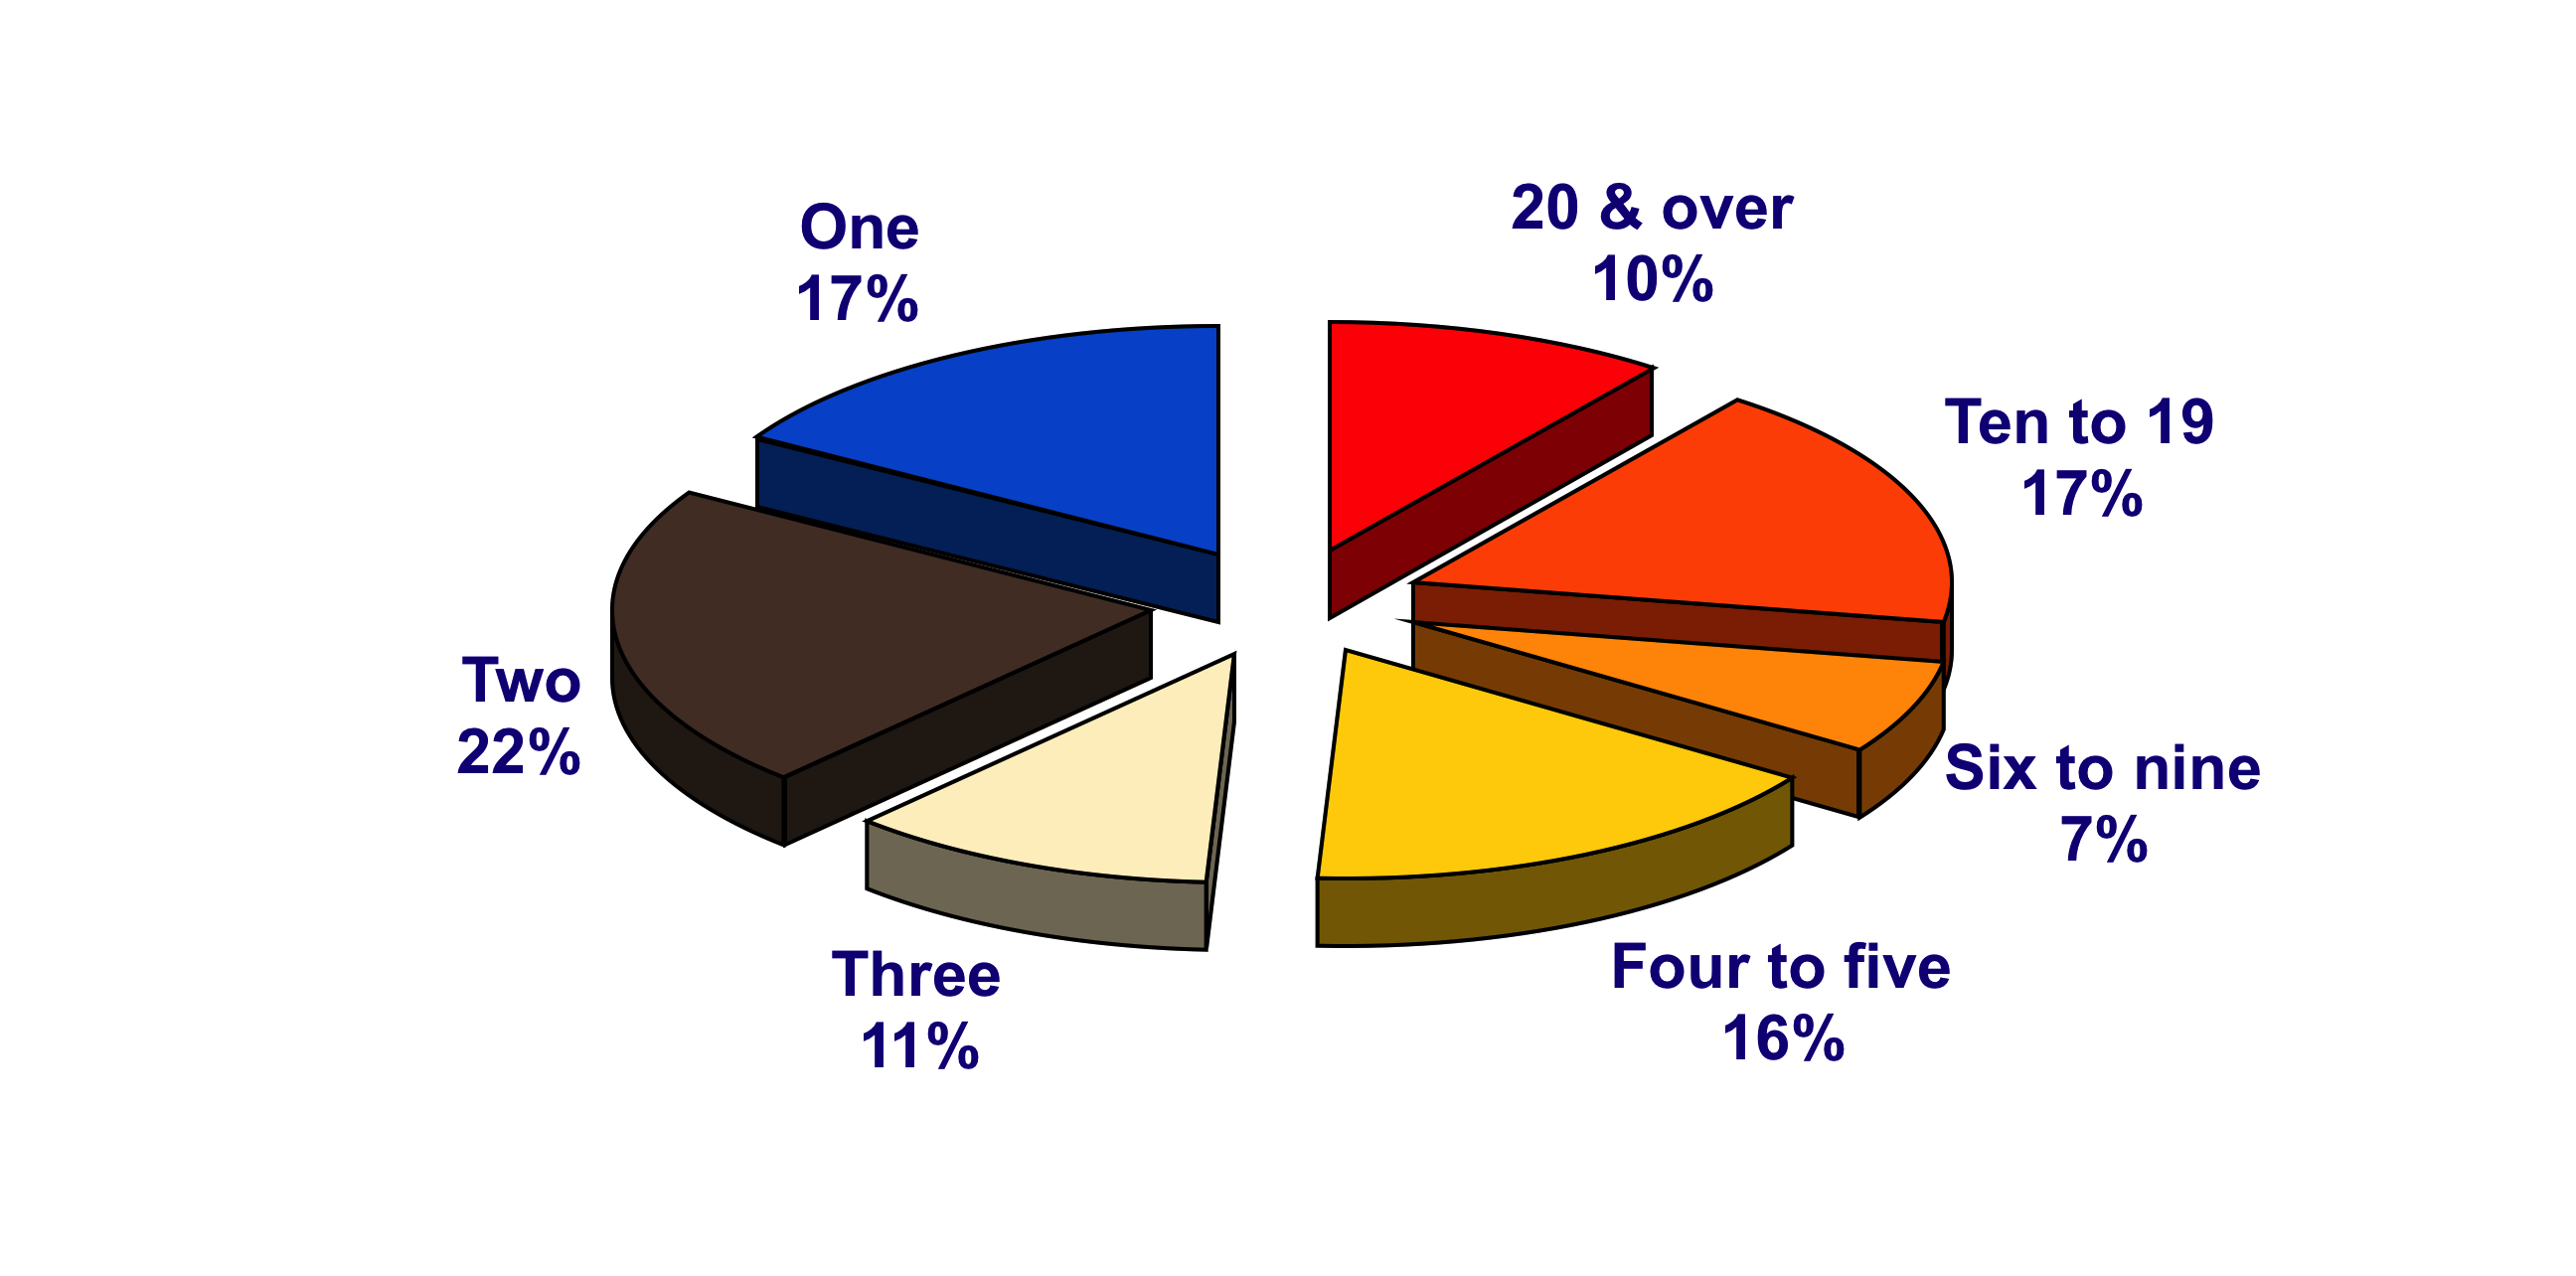 One
17%
20 & over
10%
Ten to 19
17%
Two
22%
Six to nine
7%
Three
11%
Four to five
16%